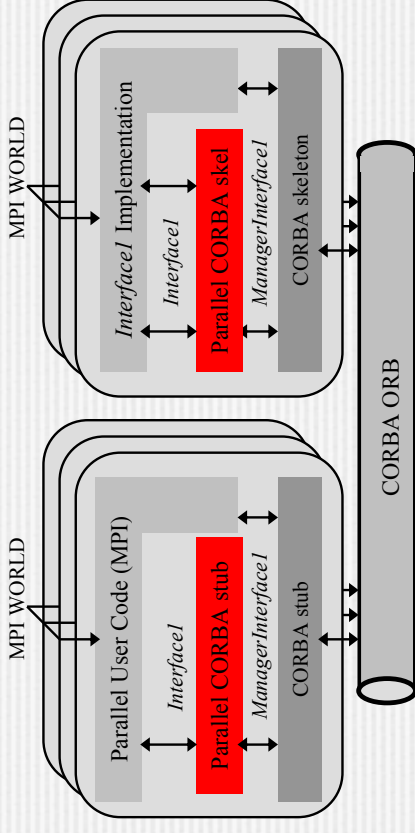 MPI WORLD
Parallel User Code (MPI)
Interface1
Parallel CORBA stub
ManagerInterface1
CORBA stub
MPI WORLD
Interface1 Implementation
Interface1
Parallel CORBA skel
ManagerInterface1
CORBA skeleton
CORBA ORB